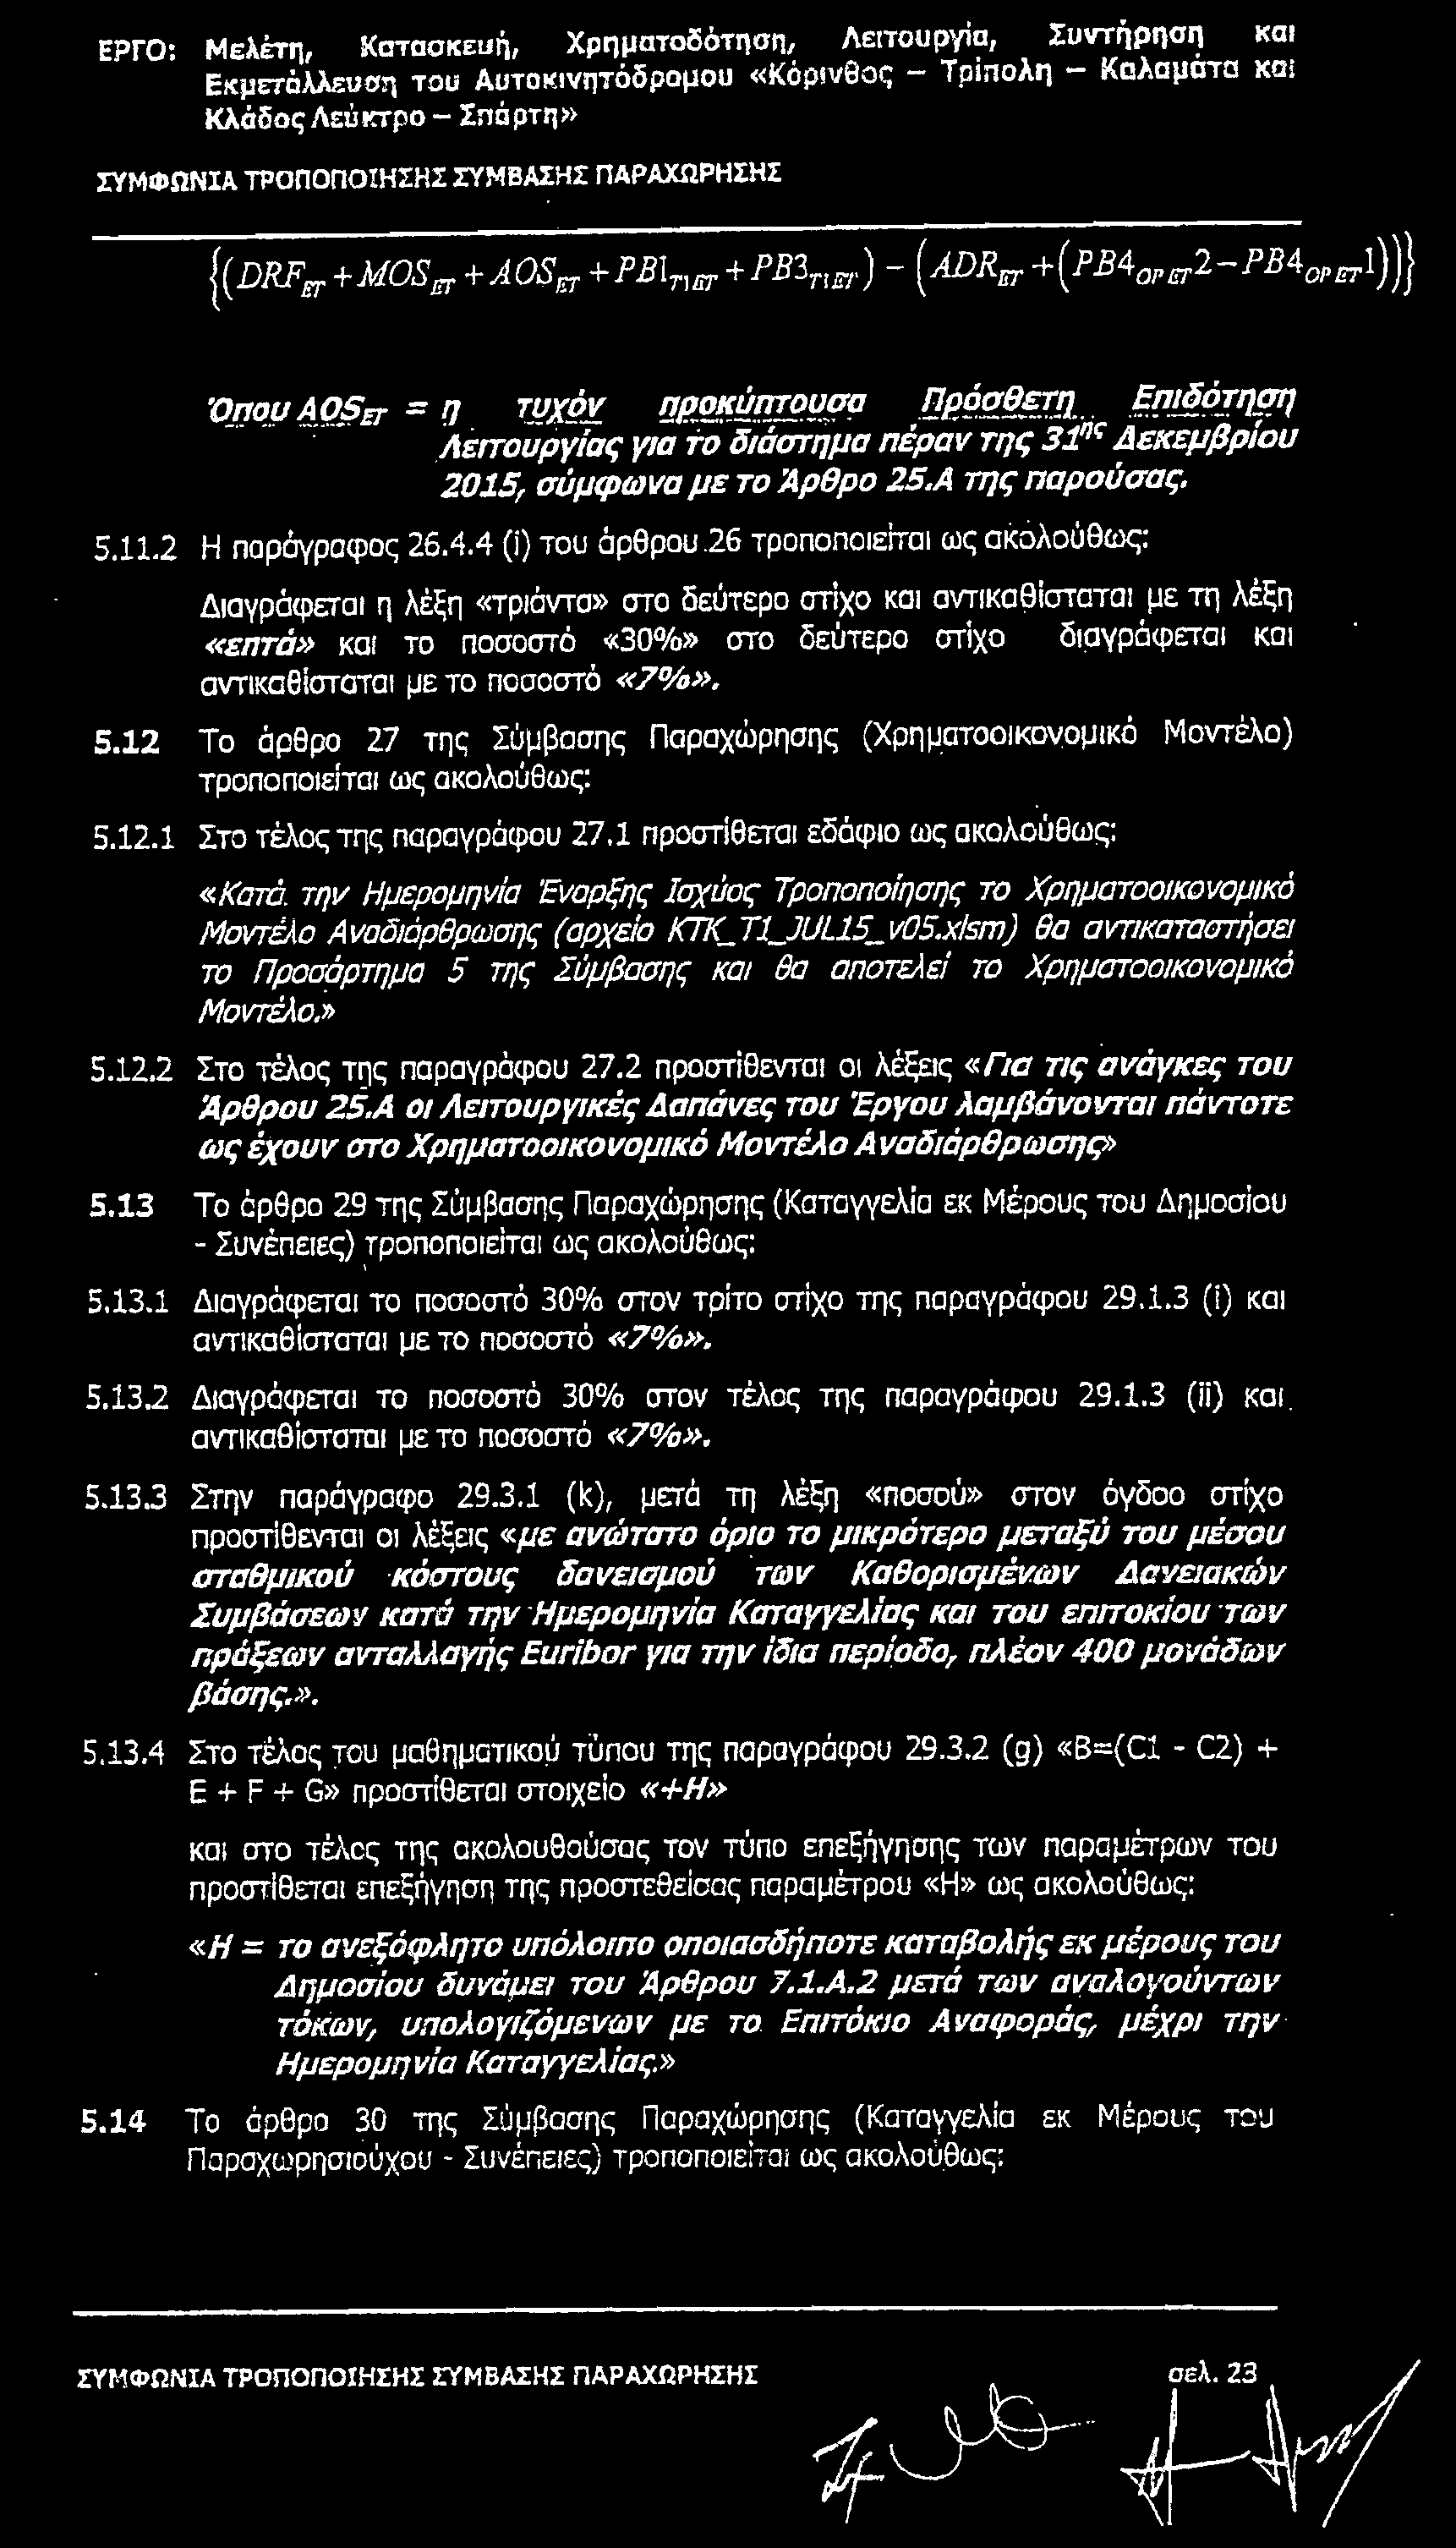 ΕΡΓΟ: Μελέτη, Κατασκευή, Χρηματοδότηση, Λειτουργία, Συντήρηση και
Εκμετάλλευση του Αυτοκινητόδρομου «Κόρινθος – Τρίπολη – Καλαμάτα και
Κλάδος Λεύκτρο – Σπάρτη»
ΣΥΜΦΩΝΙΑ ΤΡΟΠΟΠΟΙΗΣΗΣ ΣΥΜΒΑΣΗΣ ΠΑΡΑΧΩΡΗΣΗΣ
{(DRF_ET + MOS_ET + AOS_ET + PB1_T1ET + PB3_T1ET) - (ADR_ET + (PB4_OPET2 - PB4_OPET1))}
Όπου AOS_ET = η τυχόν προκύπτουσα Πρόσθετη Επιδότηση
Λειτουργίας για το διάστημα πέραν της 31ης Δεκεμβρίου
2015, σύμφωνα με το Άρθρο 25.Α της παρούσας.
5.11.2 Η παράγραφος 26.4.4 (i) του άρθρου 26 τροποποιείται ως ακολούθως:
Διαγράφεται η λέξη «τριάντα» στο δεύτερο στίχο και αντικαθίσταται με τη λέξη
«επτά» και το ποσοστό «30%» στο δεύτερο στίχο διαγράφεται και
αντικαθίσταται με το ποσοστό «7%».
5.12 Το άρθρο 27 της Σύμβασης Παραχώρησης (Χρηματοοικονομικό Μοντέλο)
τροποποιείται ως ακολούθως:
5.12.1 Στο τέλος της παραγράφου 27.1 προστίθεται εδάφιο ως ακολούθως:
«Κατά την Ημερομηνία Έναρξης Ισχύος Τροποποίησης το Χρηματοοικονομικό
Μοντέλο Αναδιάρθρωσης (αρχείο KTK_T1_JUL15_v05.xlsm) θα αντικαταστήσει
το Προσάρτημα 5 της Σύμβασης και θα αποτελεί το Χρηματοοικονομικό
Μοντέλο.»
5.12.2 Στο τέλος της παραγράφου 27.2 προστίθενται οι λέξεις «Για τις ανάγκες του
Άρθρου 25.Α οι Λειτουργικές Δαπάνες του Έργου λαμβάνονται πάντοτε
ως έχουν στο Χρηματοοικονομικό Μοντέλο Αναδιάρθρωσης»
5.13 Το άρθρο 29 της Σύμβασης Παραχώρησης (Καταγγελία εκ Μέρους του Δημοσίου
- Συνέπειες) τροποποιείται ως ακολούθως:
5.13.1 Διαγράφεται το ποσοστό 30% στον τρίτο στίχο της παραγράφου 29.1.3 (i) και
αντικαθίσταται με το ποσοστό «7%».
5.13.2 Διαγράφεται το ποσοστό 30% στον τέλος της παραγράφου 29.1.3 (ii) και
αντικαθίσταται με το ποσοστό «7%».
5.13.3 Στην παράγραφο 29.3.1 (k), μετά τη λέξη «ποσού» στον όγδοο στίχο
προστίθενται οι λέξεις «με ανώτατο όριο το μικρότερο μεταξύ του μέσου
σταθμικού κόστους δανεισμού των Καθορισμένων Δανειακών
Συμβάσεων κατά την Ημερομηνία Καταγγελίας και του επιτοκίου των
πράξεων ανταλλαγής Euribor για την ίδια περίοδο, πλέον 400 μονάδων
βάσης.».
5.13.4 Στο τέλος του μαθηματικού τύπου της παραγράφου 29.3.2 (g) «B=(C1 - C2) +
E + F + G» προστίθεται στοιχείο «+H»
και στο τέλος της ακολουθούσας τον τύπο επεξήγησης των παραμέτρων του
προστίθεται επεξήγηση της προστεθείσας παραμέτρου «H» ως ακολούθως:
«H = το ανεξόφλητο υπόλοιπο οποιασδήποτε καταβολής εκ μέρους του
Δημοσίου δυνάμει του Άρθρου 7.1.Α.2 μετά των αναλογούντων
τόκων, υπολογιζόμενων με το Επιτόκιο Αναφοράς, μέχρι την
Ημερομηνία Καταγγελίας.»
5.14 Το άρθρο 30 της Σύμβασης Παραχώρησης (Καταγγελία εκ Μέρους του
Παραχωρησιούχου - Συνέπειες) τροποποιείται ως ακολούθως:
ΣΥΜΦΩΝΙΑ ΤΡΟΠΟΠΟΙΗΣΗΣ ΣΥΜΒΑΣΗΣ ΠΑΡΑΧΩΡΗΣΗΣ σελ. 23